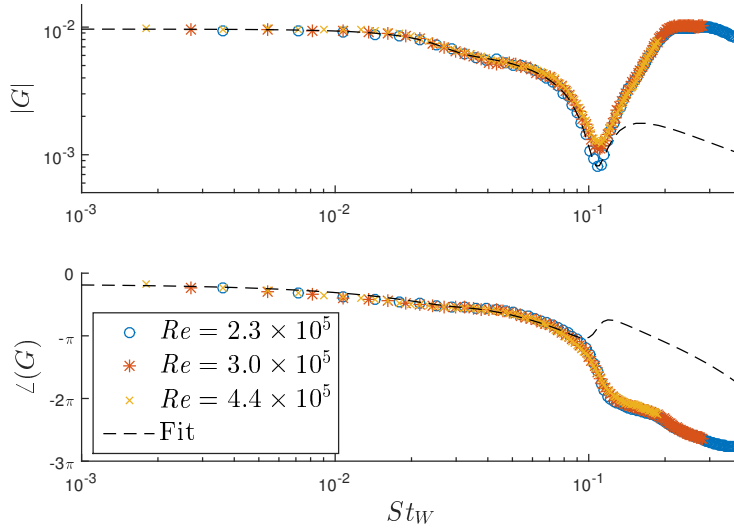 10^-2
|G|
10^-3
10^-3 10^-2 10^-1
0
-π
∠(G)
-2π
-3π
Re = 2.3 × 10^5
Re = 3.0 × 10^5
Re = 4.4 × 10^5
Fit
10^-3 10^-2 10^-1
St_W